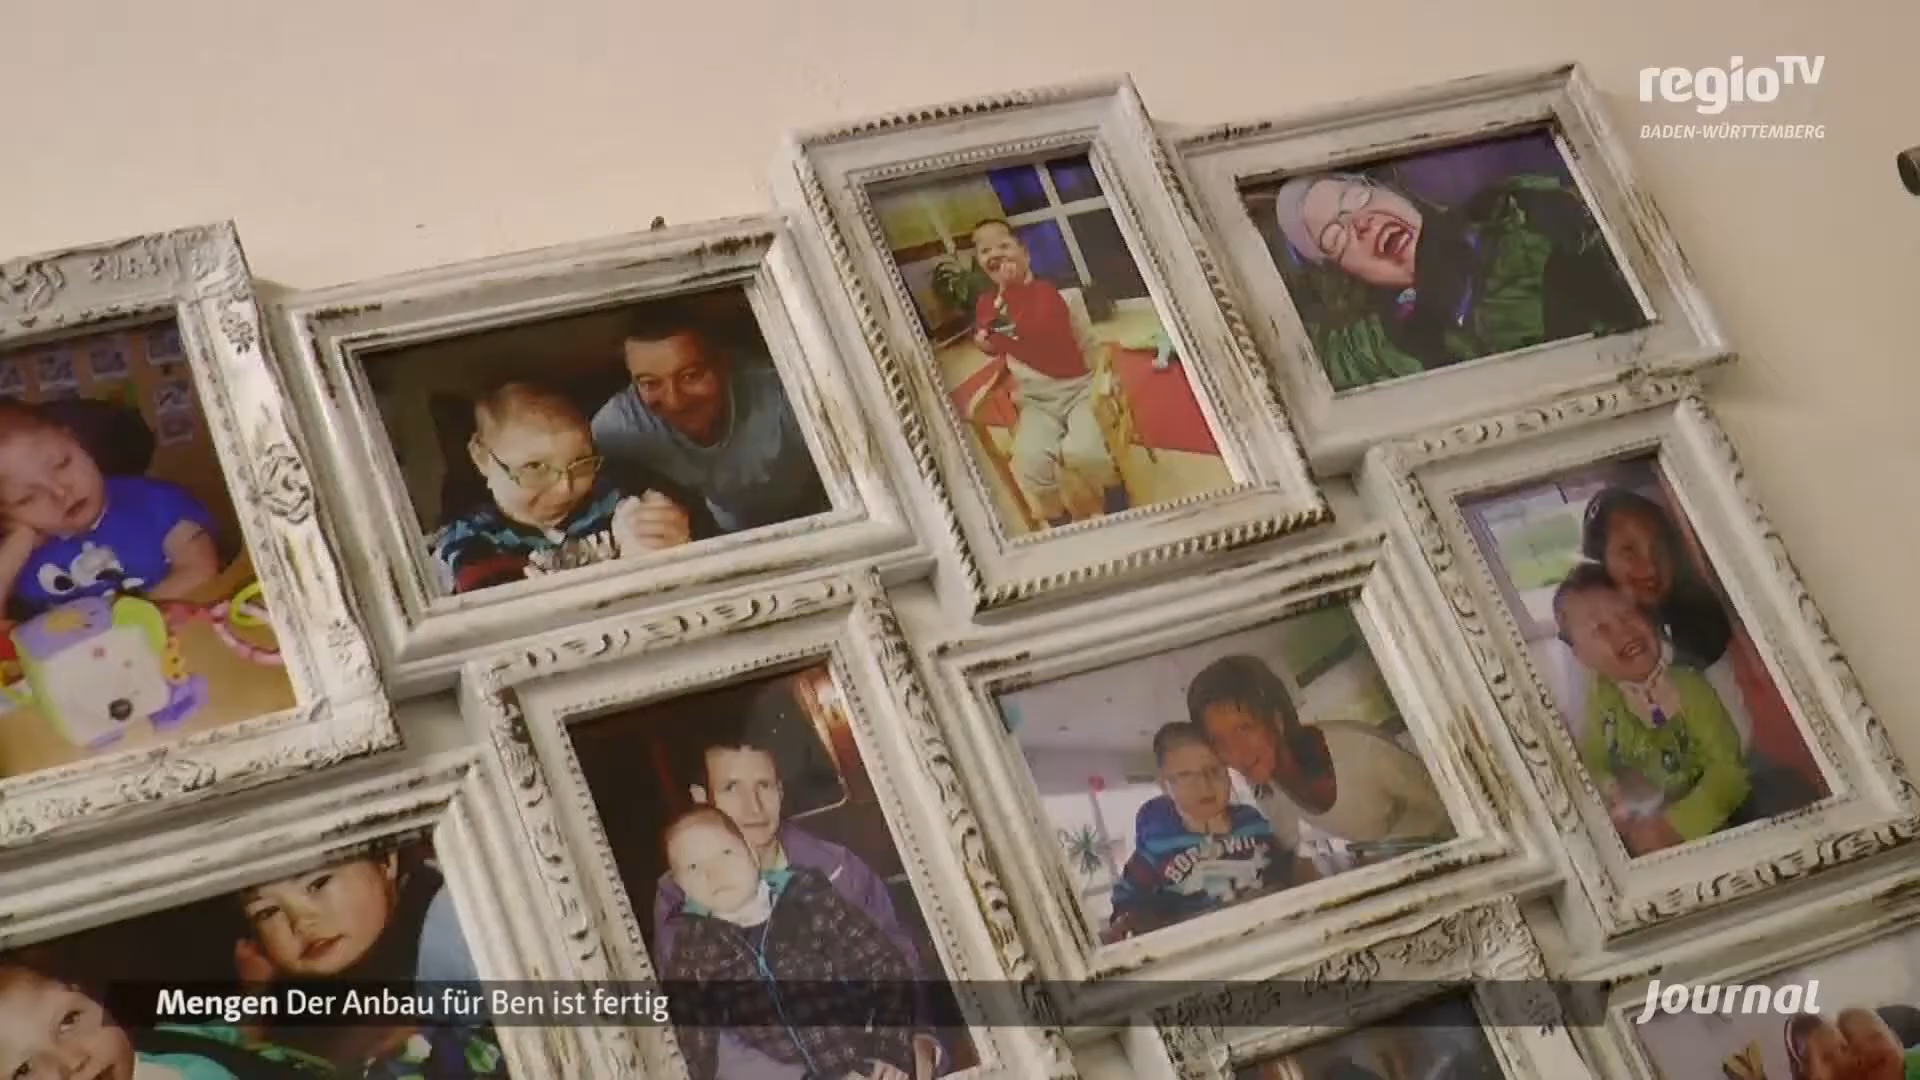 regioTV
BADEN-WÜRTTEMBERG
Mengen Der Anbau für Ben ist fertig
Journal